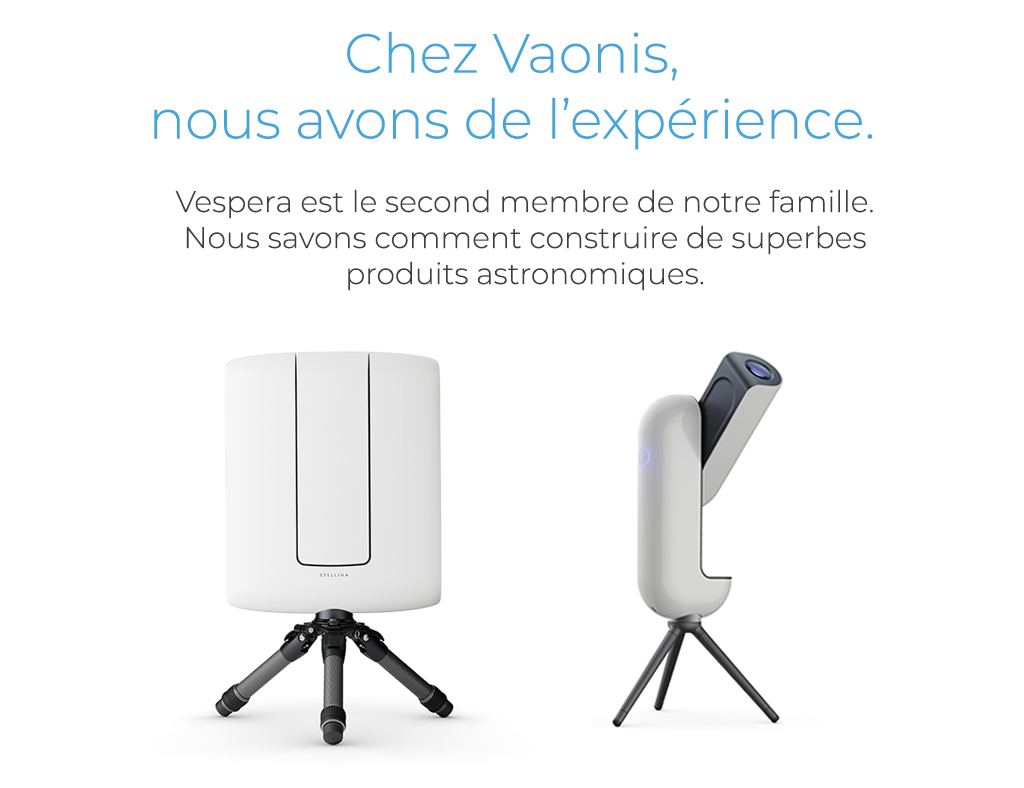 Chez Vaonis,
nous avons de l’expérience.
Vespera est le second membre de notre famille.
Nous savons comment construire de superbes
produits astronomiques.
STELLINA